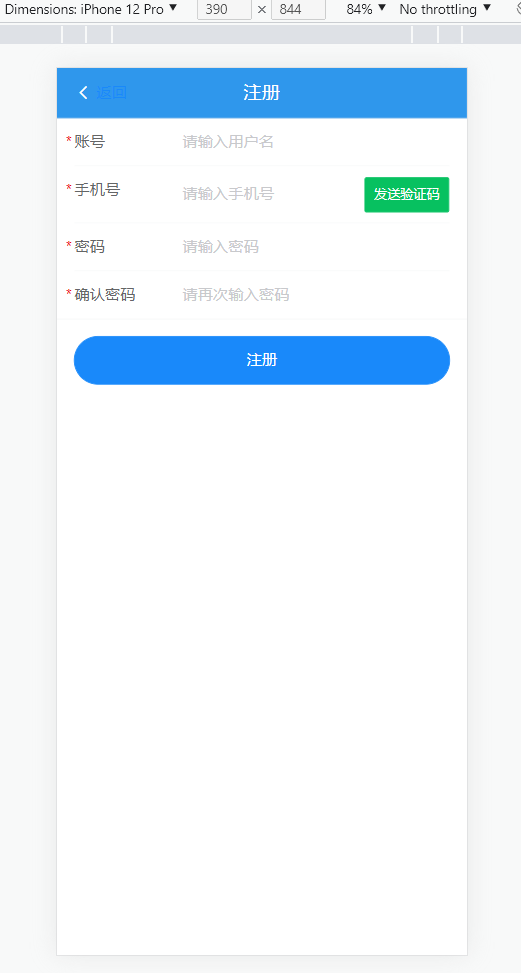 Dimensions: iPhone 12 Pro ▼ 390 × 844 84% ▼ No throttling ▼
返回 注册
*账号 请输入用户名
*手机号 请输入手机号 发送验证码
*密码 请输入密码
*确认密码 请再次输入密码
注册